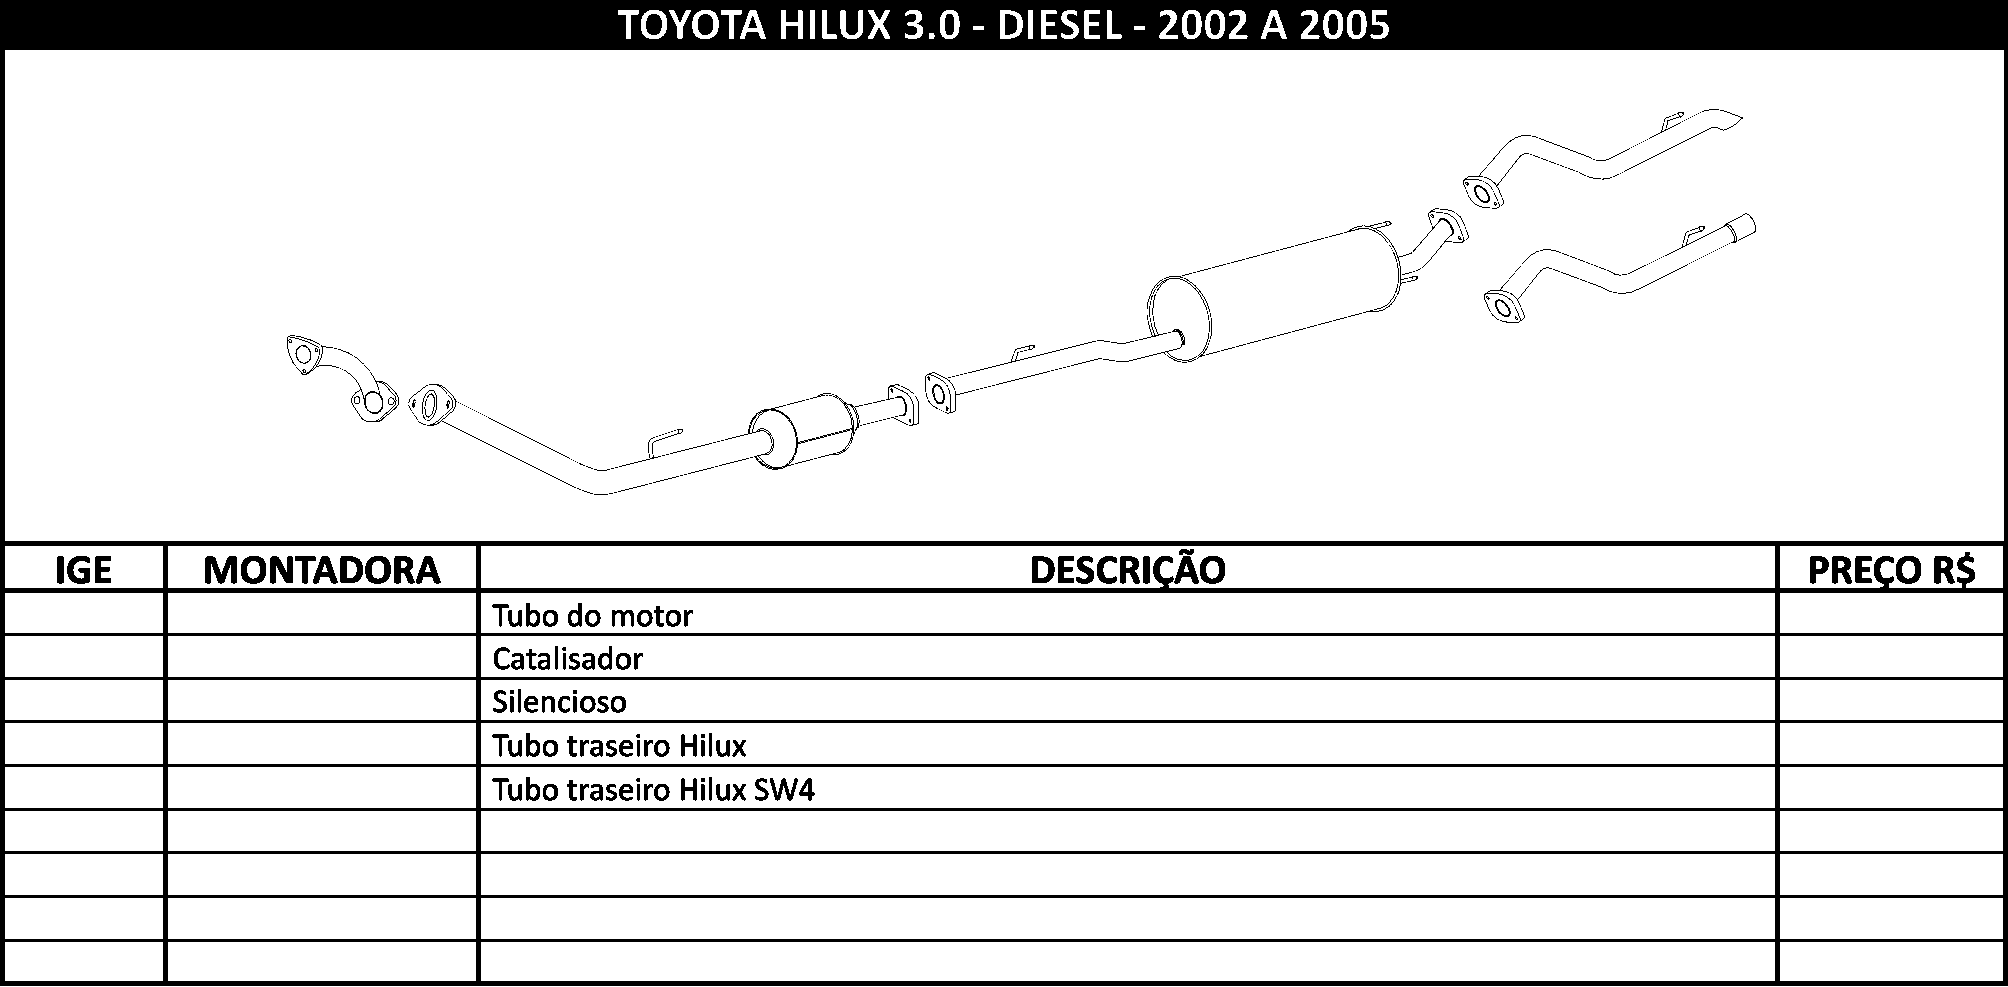 TOYOTA HILUX 3.0 - DIESEL - 2002 A 2005
IGE MONTADORA DESCRIÇÃO PREÇO R$
Tubo do motor
Catalisador
Silencioso
Tubo traseiro Hilux
Tubo traseiro Hilux SW4